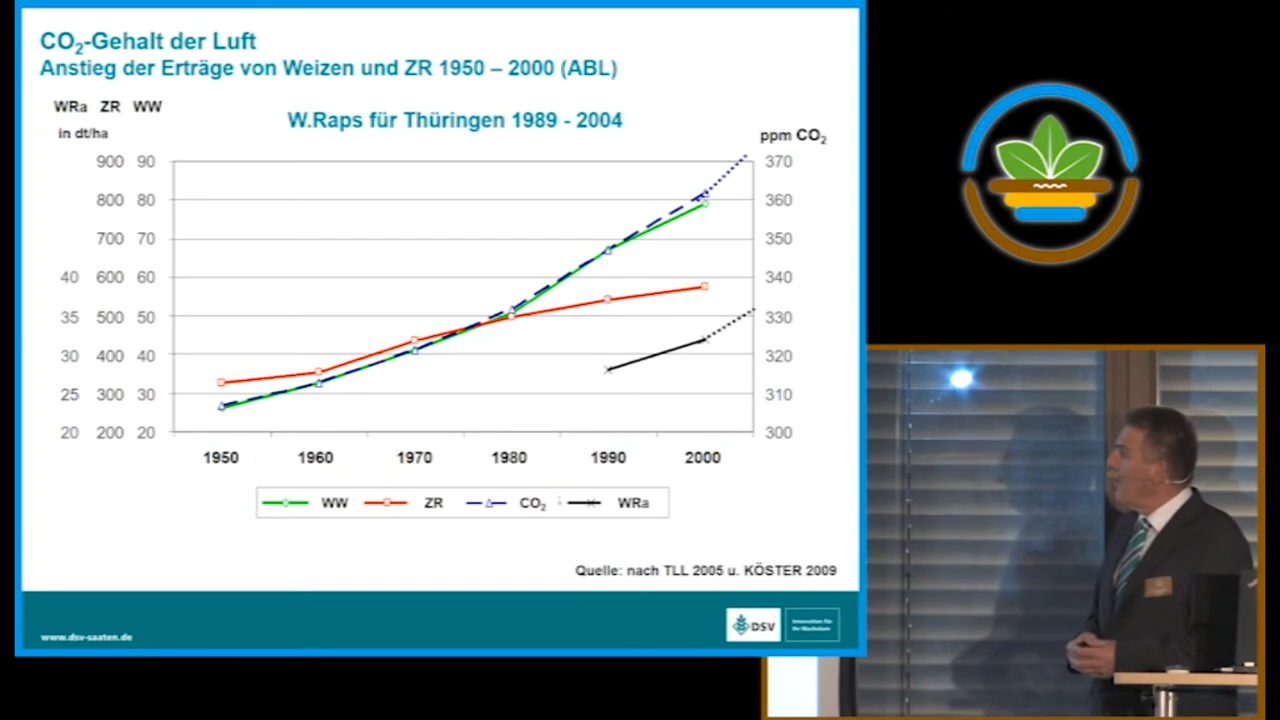 CO₂-Gehalt der Luft
Anstieg der Erträge von Weizen und ZR 1950 – 2000 (ABL)
WRa ZR WW
in dt/ha
W.Raps für Thüringen 1989 - 2004
ppm CO₂
900 90 370
800 80 360
700 70 350
40 600 60 340
35 500 50 330
30 400 40 320
25 300 30 310
20 200 20 300
1950 1960 1970 1980 1990 2000
WW ZR CO₂ WRa
Quelle: nach TLL 2005 u. KÖSTER 2009
www.dsv-saaten.de
DSV
Innovation für
Ihr Wachstum